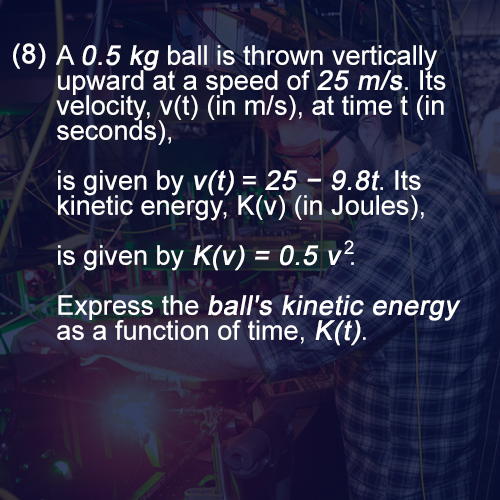 (8) A 0.5 kg ball is thrown vertically
upward at a speed of 25 m/s. Its
velocity, v(t) (in m/s), at time t (in
seconds),
is given by v(t) = 25 − 9.8t. Its
kinetic energy, K(v) (in Joules),
is given by K(v) = 0.5 v².
Express the ball's kinetic energy
as a function of time, K(t).